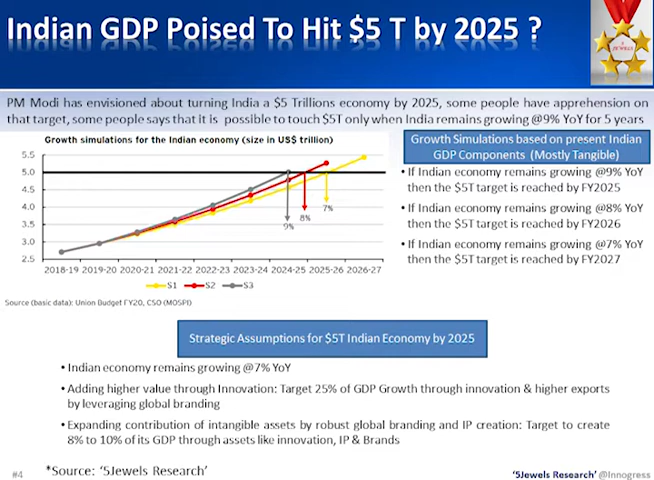 Indian GDP Poised To Hit $5 T by 2025 ?
5 JEWELS
PM Modi has envisioned about turning India a $5 Trillions economy by 2025, some people have apprehension on
that target, some people says that it is possible to touch $5T only when India remains growing @9% YoY for 5 years
Growth simulations for the Indian economy (size in US$ trillion)
5.5
5.0
4.5
4.0
3.5
3.0
2.5
9%
8%
7%
2018-19 2019-20 2020-21 2021-22 2022-23 2023-24 2024-25 2025-26 2026-27
S1 S2 S3
Source (basic data): Union Budget FY20, CSO (MOSPI)
Growth Simulations based on present Indian
GDP Components (Mostly Tangible)
• If Indian economy remains growing @9% YoY
then the $5T target is reached by FY2025
• If Indian economy remains growing @8% YoY
then the $5T target is reached by FY2026
• If Indian economy remains growing @7% YoY
then the $5T target is reached by FY2027
Strategic Assumptions for $5T Indian Economy by 2025
• Indian economy remains growing @7% YoY
• Adding higher value through Innovation: Target 25% of GDP Growth through innovation & higher exports
by leveraging global branding
• Expanding contribution of intangible assets by robust global branding and IP creation: Target to create
8% to 10% of its GDP through assets like innovation, IP & Brands
#4
*Source: ‘5Jewels Research’
‘5Jewels Research’ @Innogress